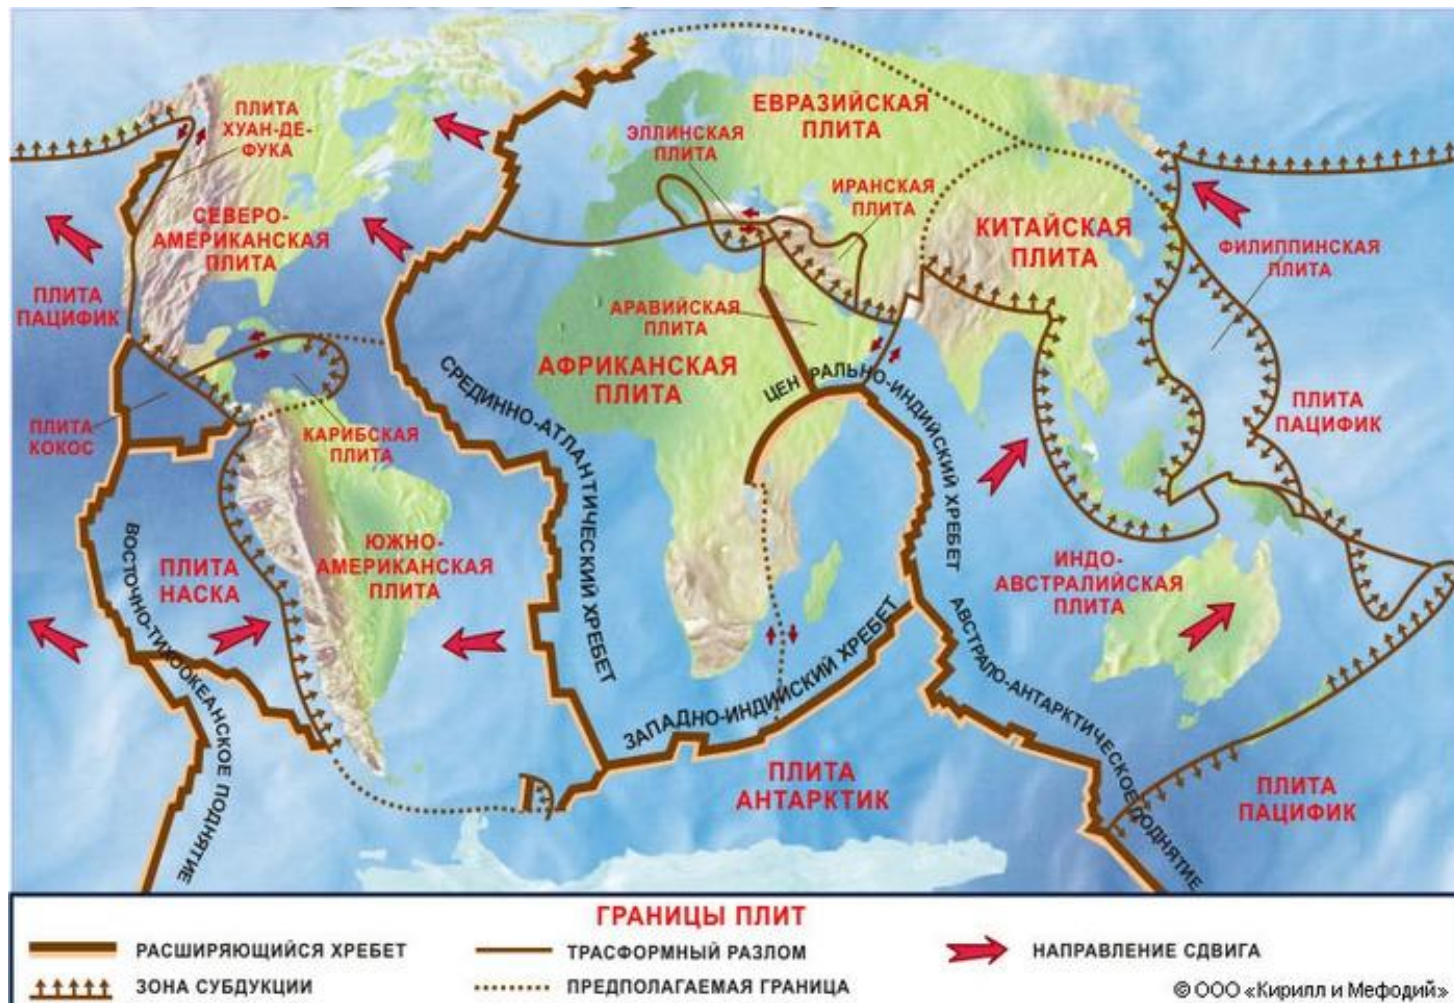 ПЛИТА
ХУАН-ДЕ-
ФУКА
ЕВРАЗИЙСКАЯ
ПЛИТА
ЭЛЛИНСКАЯ
ПЛИТА
ИРАНСКАЯ
ПЛИТА
СЕВЕРО-
АМЕРИКАНСКАЯ
ПЛИТА
КИТАЙСКАЯ
ПЛИТА
ФИЛИППИНСКАЯ
ПЛИТА
ПЛИТА
ПАЦИФИК
АРАВИЙСКАЯ
ПЛИТА
АФРИКАНСКАЯ
ПЛИТА
ПЛИТА
КОКОС
КАРИБСКАЯ
ПЛИТА
СРЕДИННО-АТЛАНТИЧЕСКИЙ ХРЕБЕТ
ЦЕНТРАЛЬНО-ИНДИЙСКИЙ ХРЕБЕТ
ПЛИТА
ПАЦИФИК
ВОСТОЧНО-ТИХООКЕАНСКОЕ ПОДНЯТИЕ
ПЛИТА
НАСКА
ЮЖНО-
АМЕРИКАНСКАЯ
ПЛИТА
ИНДО-
АВСТРАЛИЙСКАЯ
ПЛИТА
ЗАПАДНО-ИНДИЙСКИЙ ХРЕБЕТ
АВСТРАЛО-АНТАРКТИЧЕСКОЕ ПОДНЯТИЕ
ПЛИТА
АНТАРКТИК
ПЛИТА
ПАЦИФИК
ГРАНИЦЫ ПЛИТ
РАСШИРЯЮЩИЙСЯ ХРЕБЕТ
ТРАСФОРМНЫЙ РАЗЛОМ
НАПРАВЛЕНИЕ СДВИГА
ЗОНА СУБДУКЦИИ
ПРЕДПОЛАГАЕМАЯ ГРАНИЦА
© ООО «Кирилл и Мефодий»